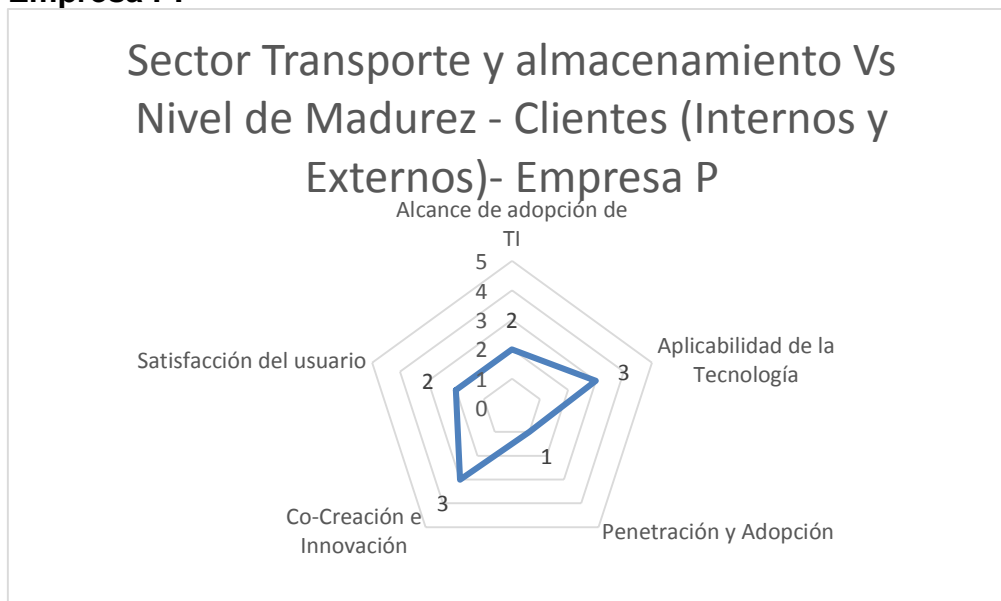 Sector Transporte y almacenamiento Vs
Nivel de Madurez - Clientes (Internos y
Externos)- Empresa P
Alcance de adopción de
TI
5
4
3
2
1
0
2
3
1
3
2
Aplicabilidad de la
Tecnología
Penetración y Adopción
Co-Creación e
Innovación
Satisfacción del usuario